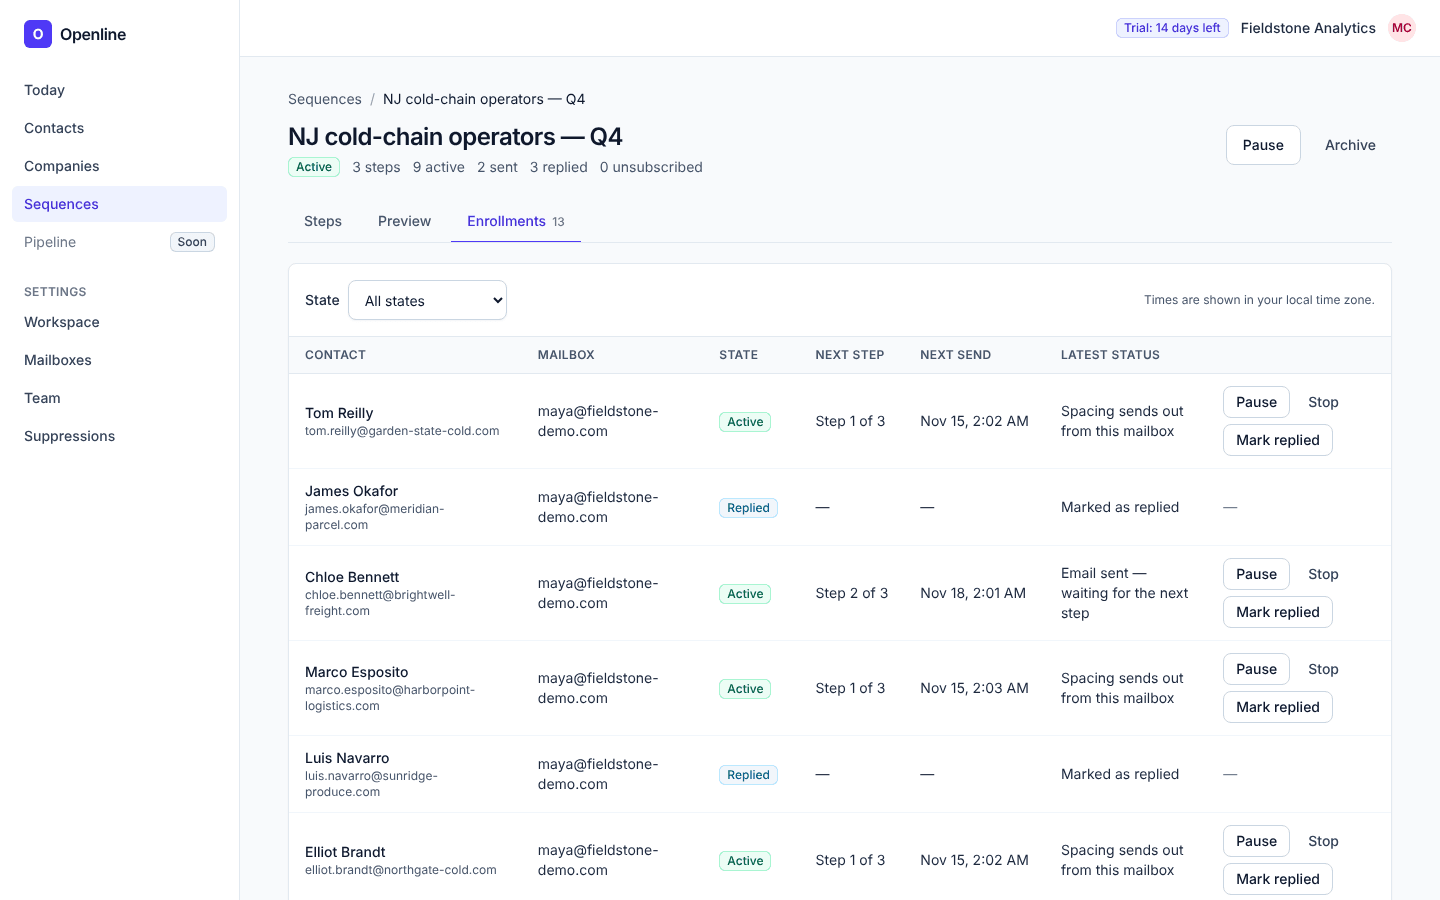 O Openline
Trial: 14 days left Fieldstone Analytics MC
Today
Contacts
Companies
Sequences
Pipeline Soon
SETTINGS
Workspace
Mailboxes
Team
Suppressions
Sequences / NJ cold-chain operators — Q4
NJ cold-chain operators — Q4
Active 3 steps 9 active 2 sent 3 replied 0 unsubscribed
Pause Archive
Steps Preview Enrollments 13
State All states
Times are shown in your local time zone.
CONTACT MAILBOX STATE NEXT STEP NEXT SEND LATEST STATUS
Tom Reilly
tom.reilly@garden-state-cold.com
maya@fieldstone-
demo.com
Active
Step 1 of 3
Nov 15, 2:02 AM
Spacing sends out
from this mailbox
Pause Stop
Mark replied
James Okafor
james.okafor@meridian-
parcel.com
maya@fieldstone-
demo.com
Replied
—
—
Marked as replied
—
Chloe Bennett
chloe.bennett@brightwell-
freight.com
maya@fieldstone-
demo.com
Active
Step 2 of 3
Nov 18, 2:01 AM
Email sent —
waiting for the next
step
Pause Stop
Mark replied
Marco Esposito
marco.esposito@harborpoint-
logistics.com
maya@fieldstone-
demo.com
Active
Step 1 of 3
Nov 15, 2:03 AM
Spacing sends out
from this mailbox
Pause Stop
Mark replied
Luis Navarro
luis.navarro@sunridge-
produce.com
maya@fieldstone-
demo.com
Replied
—
—
Marked as replied
—
Elliot Brandt
elliot.brandt@northgate-cold.com
maya@fieldstone-
demo.com
Active
Step 1 of 3
Nov 15, 2:02 AM
Spacing sends out
from this mailbox
Pause Stop
Mark replied